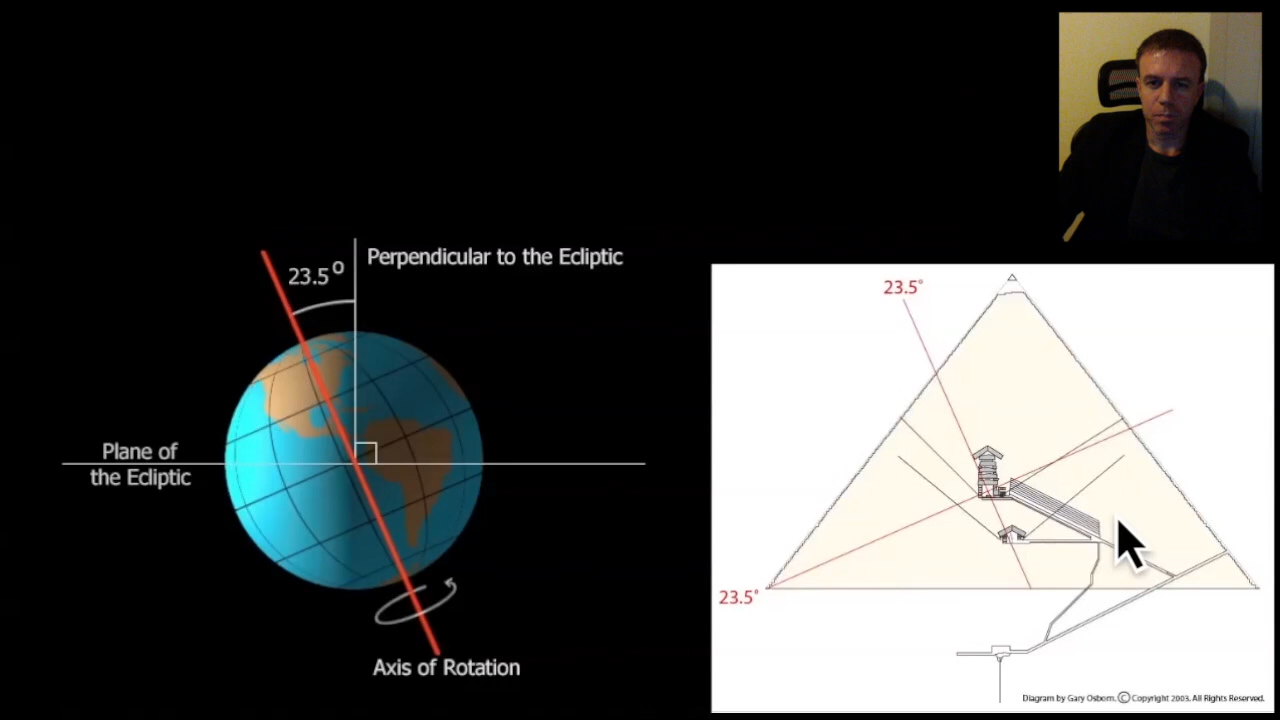 23.5°
Perpendicular to the Ecliptic
Plane of
the Ecliptic
Axis of Rotation
23.5°
23.5°
Diagram by Gary Osborn. © Copyright 2003. All Rights Reserved.